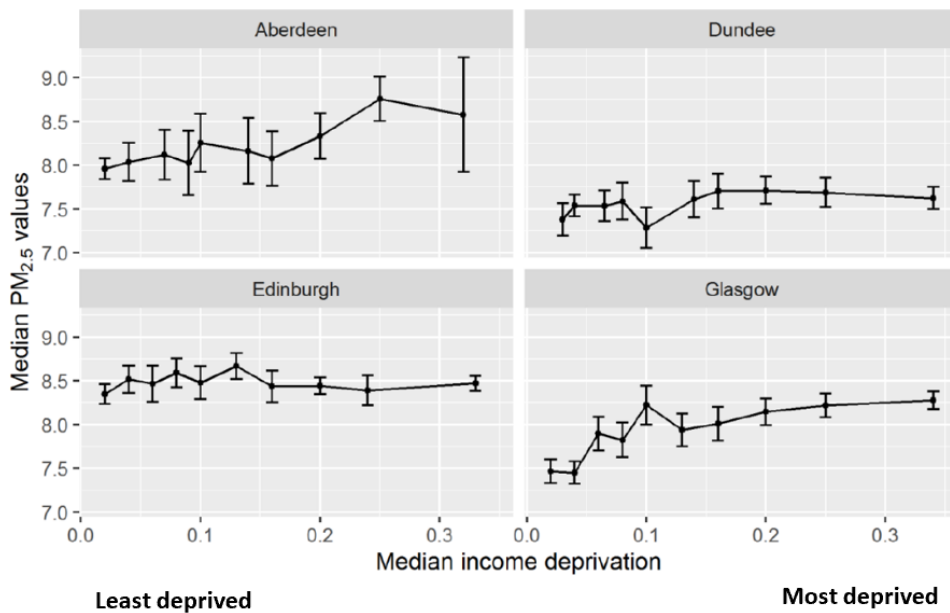 Aberdeen
Dundee
9.0
8.5
8.0
7.5
7.0
Edinburgh
Glasgow
9.0
8.5
8.0
7.5
7.0
0.0 0.1 0.2 0.3 0.0 0.1 0.2 0.3
Median PM2.5 values
Median income deprivation
Least deprived
Most deprived